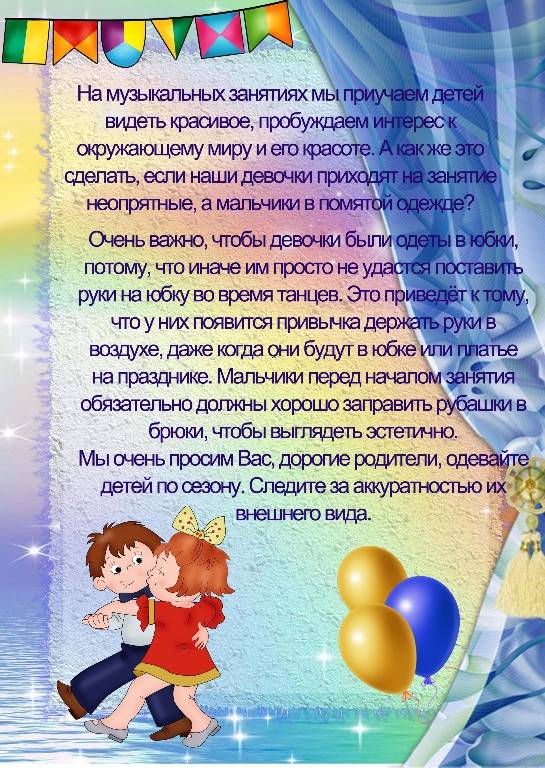 На музыкальных занятиях мы приучаем детей
видеть красивое, пробуждаем интерес к
окружающему миру и его красоте. А как же это
сделать, если наши девочки приходят на занятие
неопрятные, а мальчики в помятой одежде?
Очень важно, чтобы девочки были одеты в юбки,
потому, что иначе им просто не удастся поставить
руки на юбку во время танцев. Это приведёт к тому,
что у них появится привычка держать руки в
воздухе, даже когда они будут в юбке или платье
на празднике. Мальчики перед началом занятия
обязательно должны хорошо заправить рубашки в
брюки, чтобы выглядеть эстетично.
Мы очень просим Вас, дорогие родители, одевайте
детей по сезону. Следите за аккуратностью их
внешнего вида.